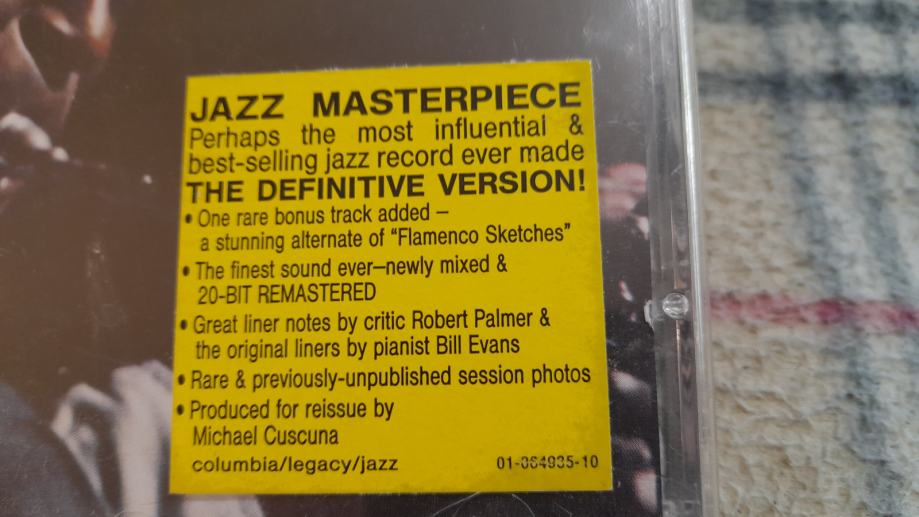 JAZZ MASTERPIECE
Perhaps the most influential &
best-selling jazz record ever made
THE DEFINITIVE VERSION!
• One rare bonus track added –
a stunning alternate of “Flamenco Sketches”
• The finest sound ever–newly mixed &
20-BIT REMASTERED
• Great liner notes by critic Robert Palmer &
the original liners by pianist Bill Evans
• Rare & previously-unpublished session photos
• Produced for reissue by
Michael Cuscuna
columbia/legacy/jazz
01-064935-10